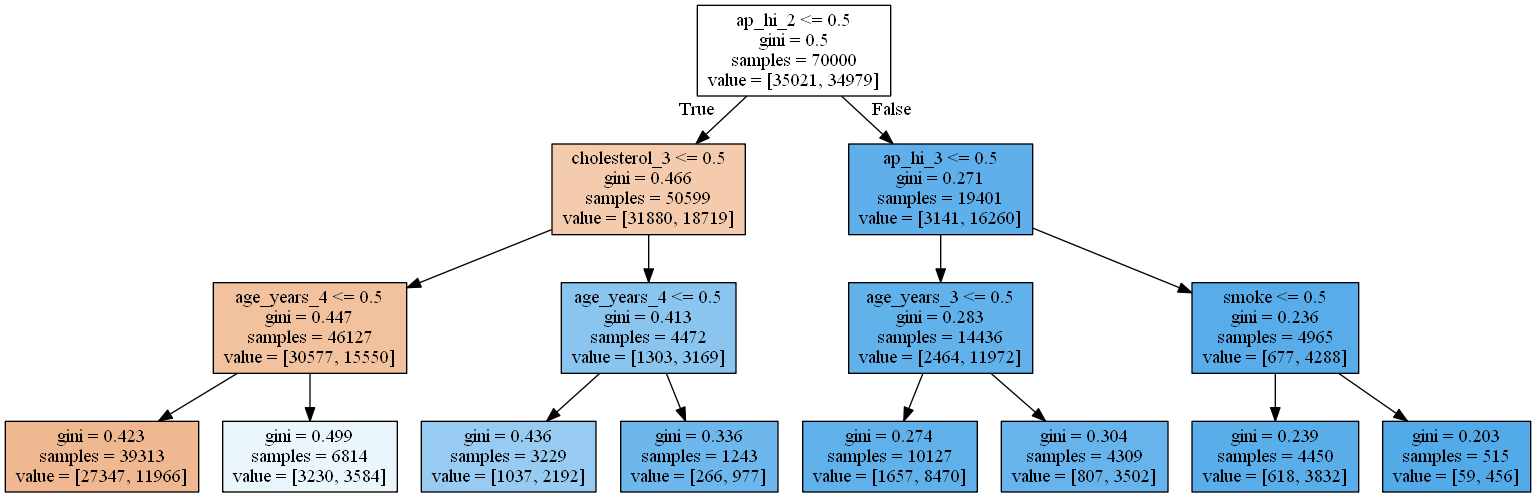 ap_hi_2 <= 0.5
gini = 0.5
samples = 70000
value = [35021, 34979]
True
False
cholesterol_3 <= 0.5
gini = 0.466
samples = 50599
value = [31880, 18719]
ap_hi_3 <= 0.5
gini = 0.271
samples = 19401
value = [3141, 16260]
age_years_4 <= 0.5
gini = 0.447
samples = 46127
value = [30577, 15550]
age_years_4 <= 0.5
gini = 0.413
samples = 4472
value = [1303, 3169]
age_years_3 <= 0.5
gini = 0.283
samples = 14436
value = [2464, 11972]
smoke <= 0.5
gini = 0.236
samples = 4965
value = [677, 4288]
gini = 0.423
samples = 39313
value = [27347, 11966]
gini = 0.499
samples = 6814
value = [3230, 3584]
gini = 0.436
samples = 3229
value = [1037, 2192]
gini = 0.336
samples = 1243
value = [266, 977]
gini = 0.274
samples = 10127
value = [1657, 8470]
gini = 0.304
samples = 4309
value = [807, 3502]
gini = 0.239
samples = 4450
value = [618, 3832]
gini = 0.203
samples = 515
value = [59, 456]